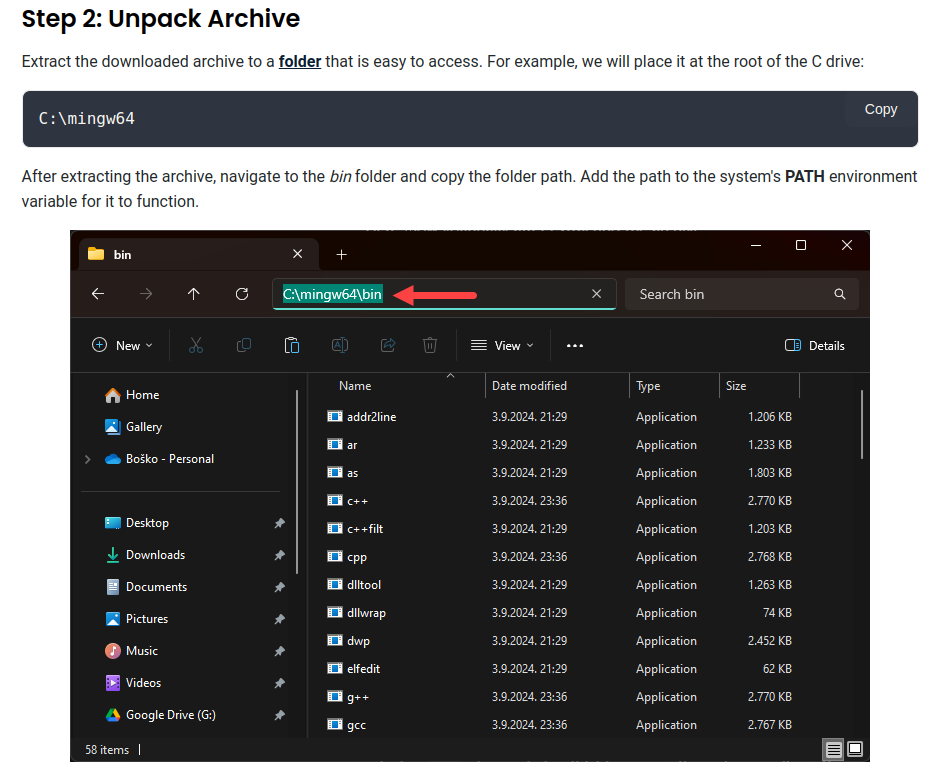 Step 2: Unpack Archive
Extract the downloaded archive to a folder that is easy to access. For example, we will place it at the root of the C drive:
C:\mingw64
Copy
After extracting the archive, navigate to the bin folder and copy the folder path. Add the path to the system's PATH environment
variable for it to function.
bin
C:\mingw64\bin
Search bin
New
View
Details
Name Date modified Type Size
Home
Gallery
Boško - Personal
Desktop
Downloads
Documents
Pictures
Music
Videos
Google Drive (G:)
addr2line 3.9.2024. 21:29 Application 1.206 KB
ar 3.9.2024. 21:29 Application 1.233 KB
as 3.9.2024. 21:29 Application 1.803 KB
c++ 3.9.2024. 23:36 Application 2.770 KB
c++filt 3.9.2024. 21:29 Application 1.203 KB
cpp 3.9.2024. 23:36 Application 2.768 KB
dlltool 3.9.2024. 21:29 Application 1.263 KB
dllwrap 3.9.2024. 21:29 Application 74 KB
dwp 3.9.2024. 21:29 Application 2.452 KB
elfedit 3.9.2024. 21:29 Application 62 KB
g++ 3.9.2024. 23:36 Application 2.770 KB
gcc 3.9.2024. 23:36 Application 2.767 KB
58 items